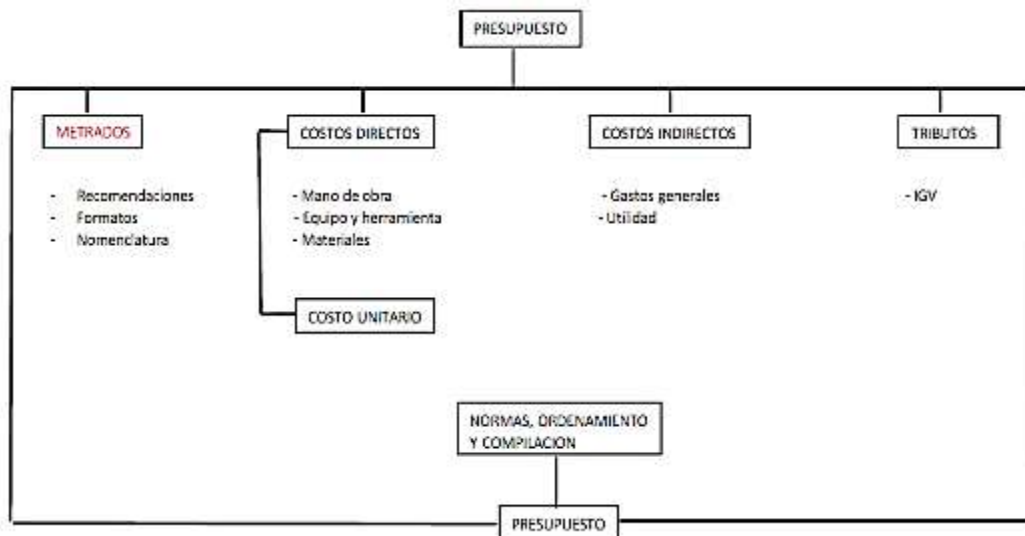 PRESUPUESTO
METRADOS
COSTOS DIRECTOS
COSTOS INDIRECTOS
TRIBUTOS
- Recomendaciones
- Formatos
- Nomenclatura
- Mano de obra
- Equipo y herramienta
- Materiales
- Gastos generales
- Utilidad
- IGV
COSTO UNITARIO
NORMAS, ORDENAMIENTO
Y COMPILACION
PRESUPUESTO